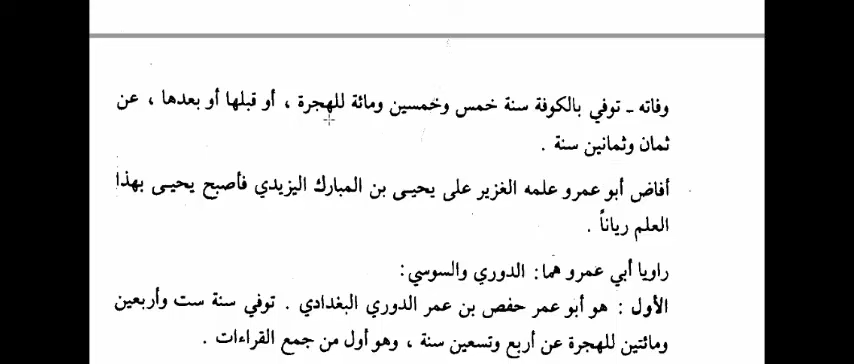 وفاته - توفي بالكوفة سنة خمس وخمسين ومائة للهجرة ، أو قبلها أو بعدها ، عن
ثمان وثمانين سنة .
أفاض أبو عمرو علمه الغزير على يحيى بن المبارك اليزيدي فأصبح يحيى بهذا
العلم رياناً .
راويا أبي عمرو هما : الدوري والسوسي :
الأول : هو أبو عمر حفص بن عمر الدوري البغدادي . توفي سنة ست وأربعين
ومائتين للهجرة عن أربع وتسعين سنة ، وهو أول من جمع القراءات .